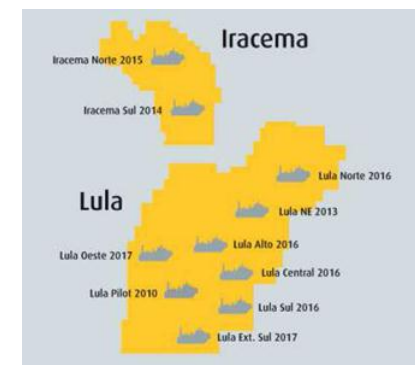 Iracema
Iracema Norte 2015
Iracema Sul 2014
Lula Norte 2016
Lula
Lula NE 2013
Lula Alto 2016
Lula Oeste 2017
Lula Central 2016
Lula Pilot 2010
Lula Sul 2016
Lula Ext. Sul 2017